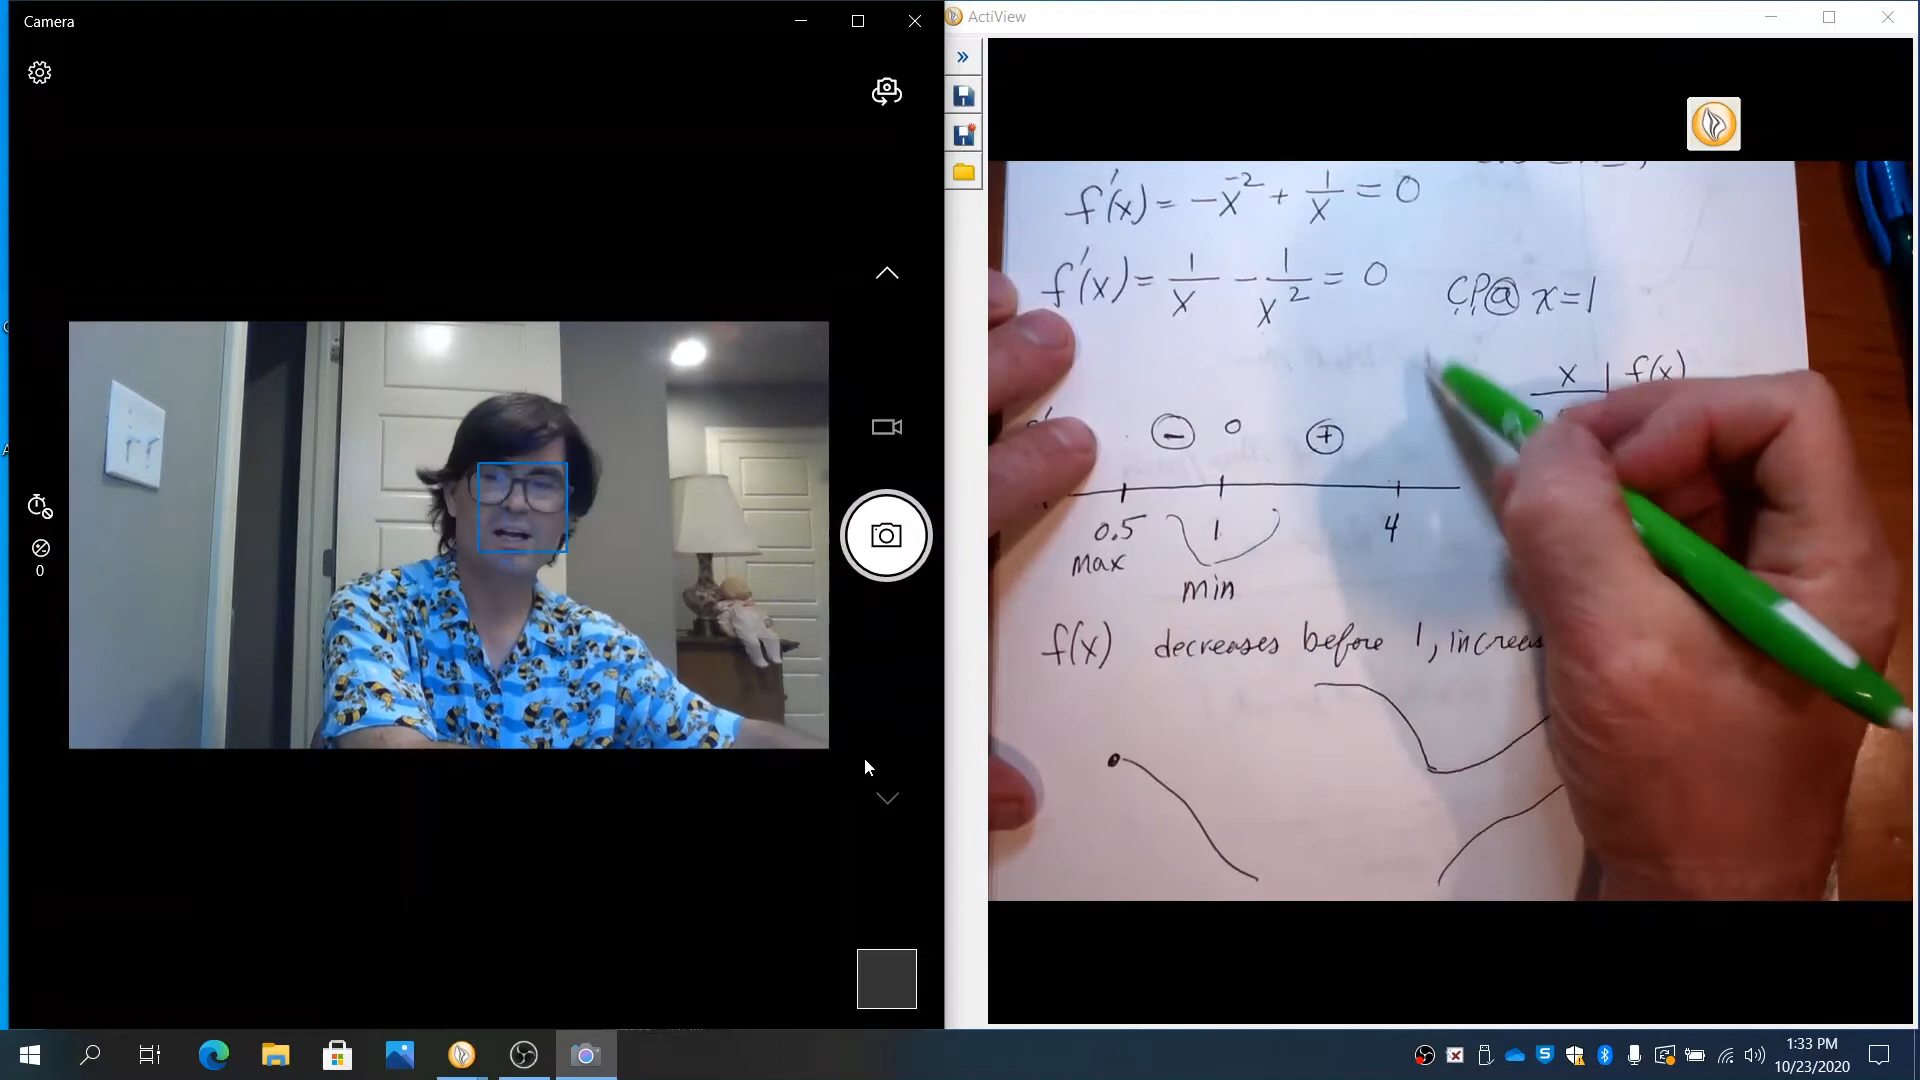 Camera
ActiView
f'(x) = -x^-2 + 1/x = 0
f'(x) = 1/x - 1/x^2 = 0
C.P.@ x=1
x | f(x)
- 0 +
0.5 1 4
max
min
f(x) decreases before 1, increas
0
1:33 PM
10/23/2020